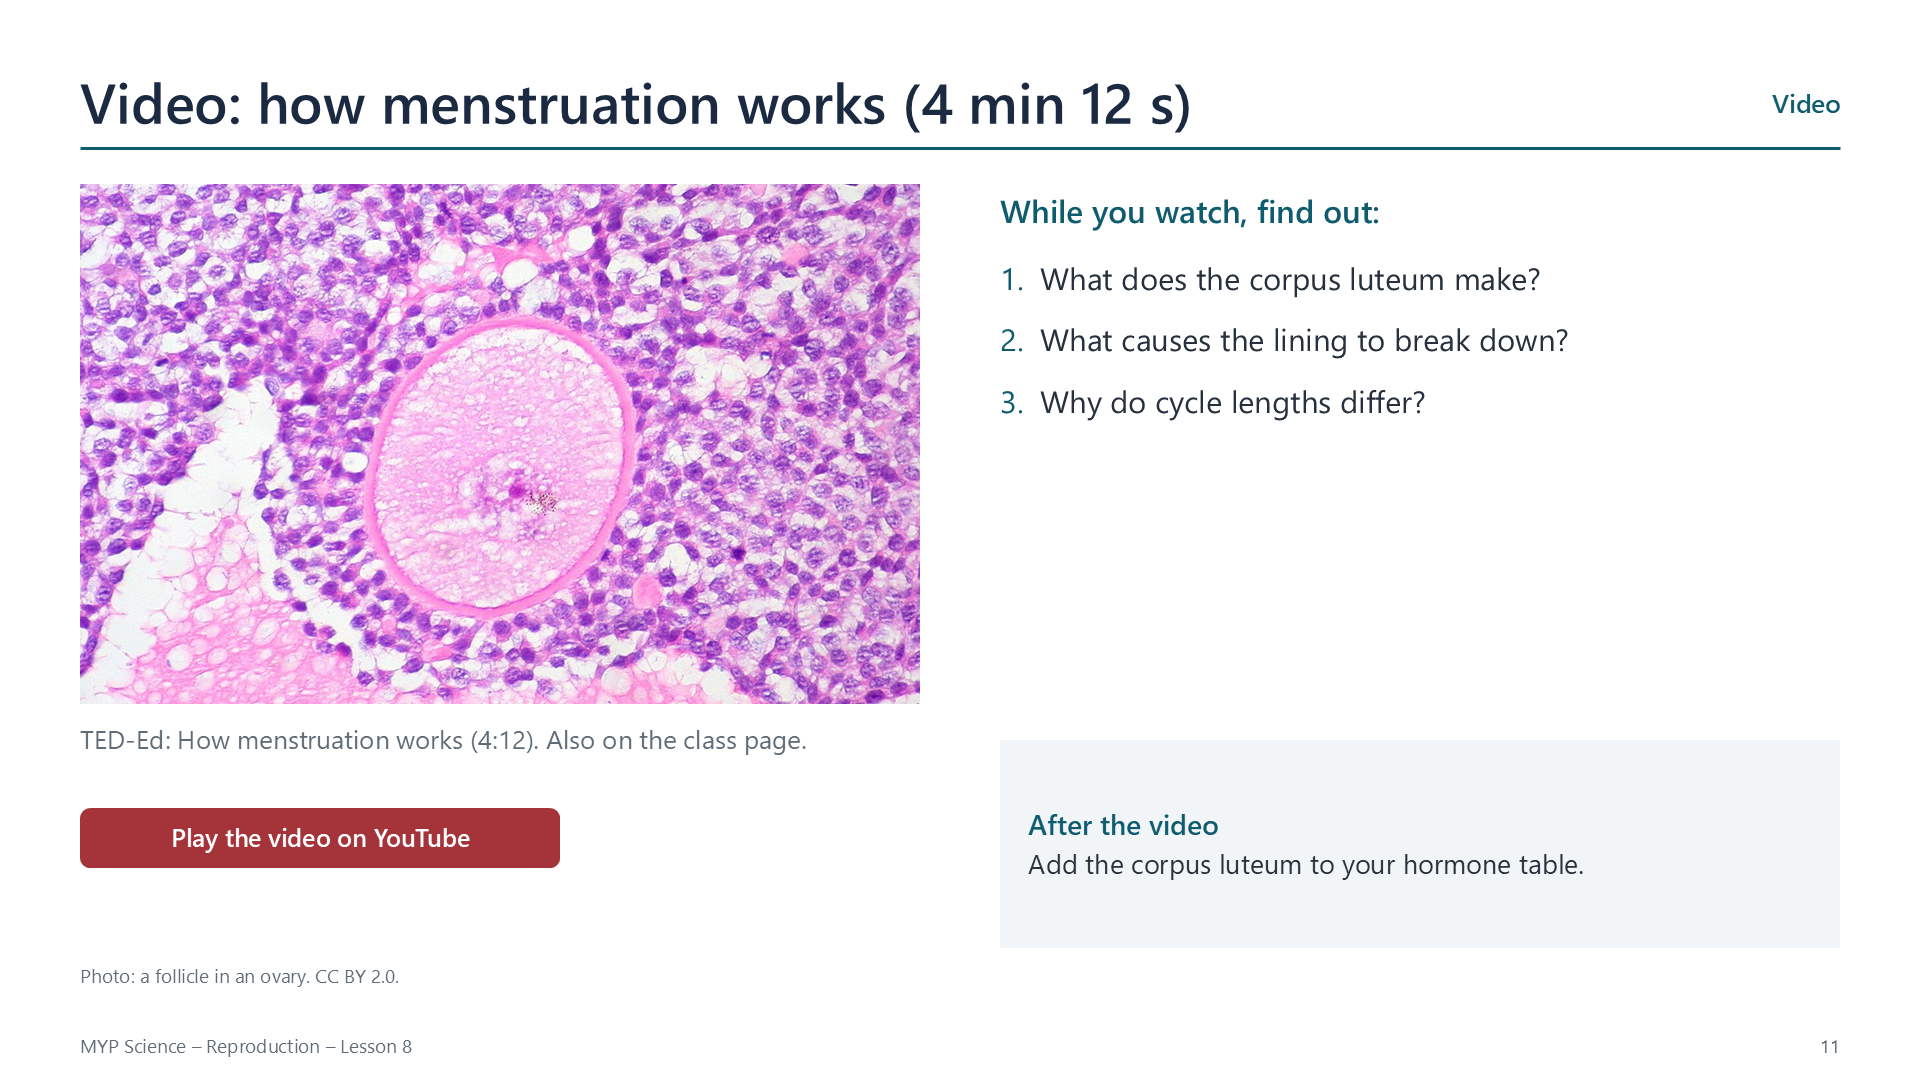 Video: how menstruation works (4 min 12 s)
Video
TED-Ed: How menstruation works (4:12). Also on the class page.
Play the video on YouTube
Photo: a follicle in an ovary. CC BY 2.0.
While you watch, find out:
1. What does the corpus luteum make?
2. What causes the lining to break down?
3. Why do cycle lengths differ?
After the video
Add the corpus luteum to your hormone table.
MYP Science – Reproduction – Lesson 8
11